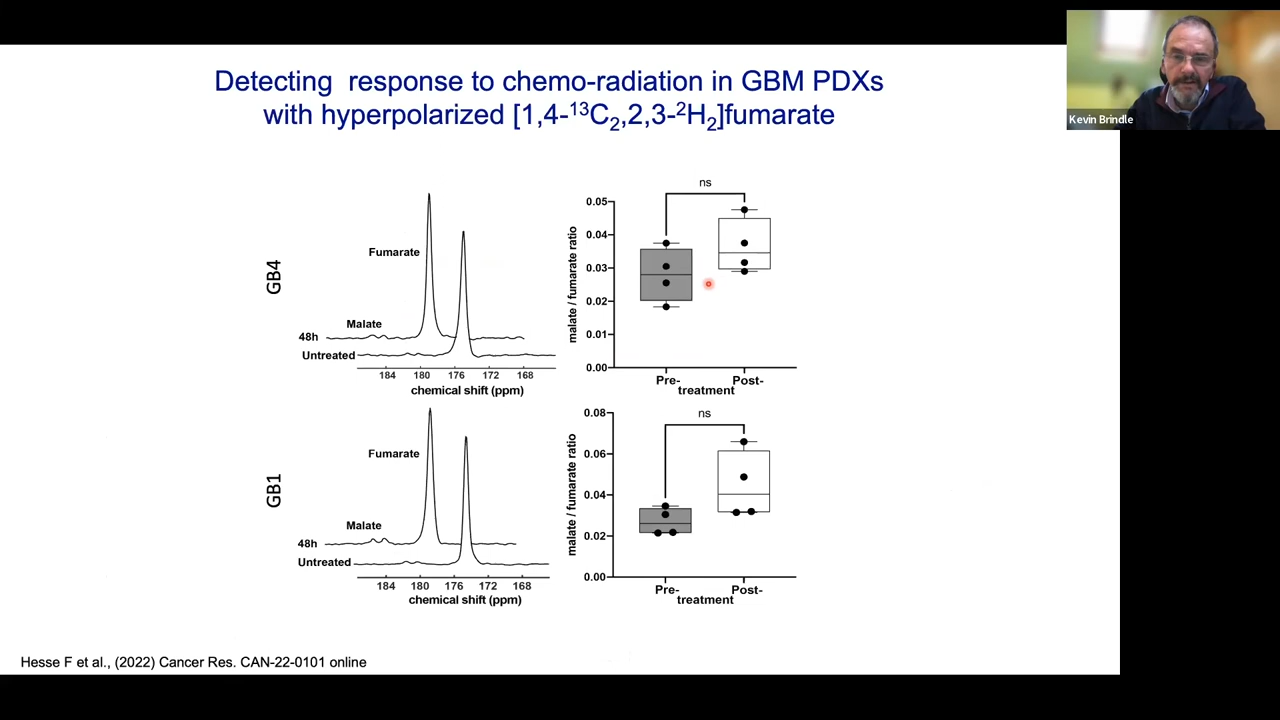 Detecting response to chemo-radiation in GBM PDXs
with hyperpolarized [1,4-¹³C₂,2,3-²H₂]fumarate
Kevin Brindle
GB4
Fumarate
Malate
48h
Untreated
184 180 176 172 168
chemical shift (ppm)
malate / fumarate ratio
ns
0.05
0.04
0.03
0.02
0.01
0.00
Pre- Post-
treatment
GB1
Fumarate
Malate
48h
Untreated
184 180 176 172 168
chemical shift (ppm)
malate / fumarate ratio
ns
0.08
0.06
0.04
0.02
0.00
Pre- Post-
treatment
Hesse F et al., (2022) Cancer Res. CAN-22-0101 online